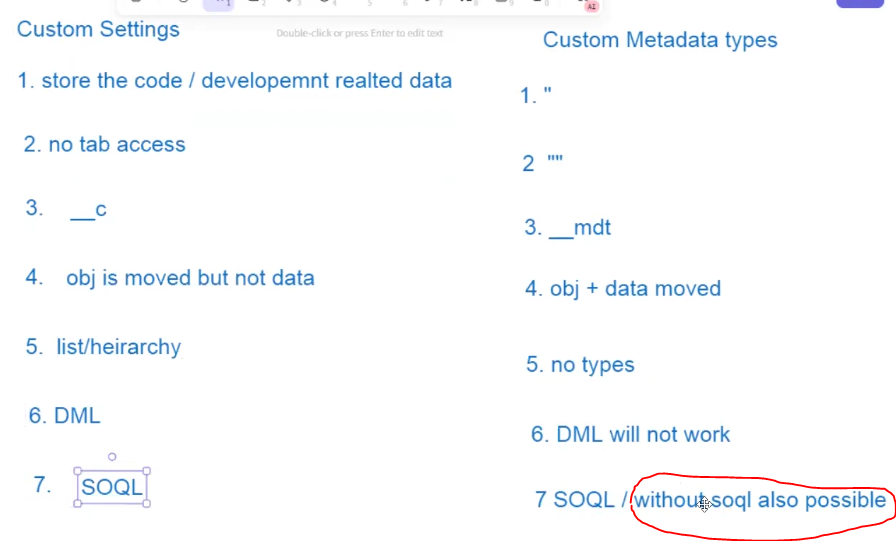 Custom Settings
Double-click or press Enter to edit text
1. store the code / developemnt realted data
2. no tab access
3. __c
4. obj is moved but not data
5. list/heirarchy
6. DML
7. SOQL
Custom Metadata types
1. "
2 ""
3. __mdt
4. obj + data moved
5. no types
6. DML will not work
7 SOQL / without soql also possible
AI